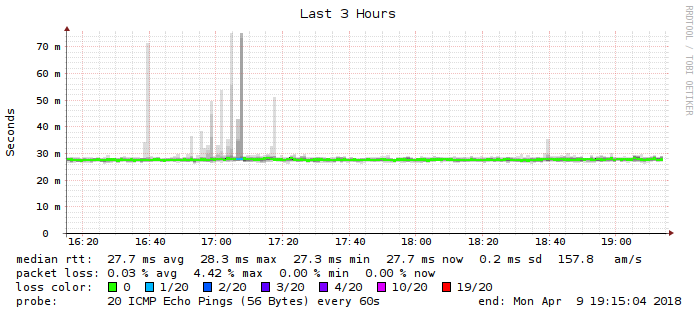 Last 3 Hours
RRDTOOL / TOBI OETIKER
Seconds
70 m
60 m
50 m
40 m
30 m
20 m
10 m
0
16:20 16:40 17:00 17:20 17:40 18:00 18:20 18:40 19:00
median rtt: 27.7 ms avg 28.3 ms max 27.3 ms min 27.7 ms now 0.2 ms sd 157.8 am/s
packet loss: 0.03 % avg 4.42 % max 0.00 % min 0.00 % now
loss color: 0 1/20 2/20 3/20 4/20 10/20 19/20
probe: 20 ICMP Echo Pings (56 Bytes) every 60s end: Mon Apr 9 19:15:04 2018